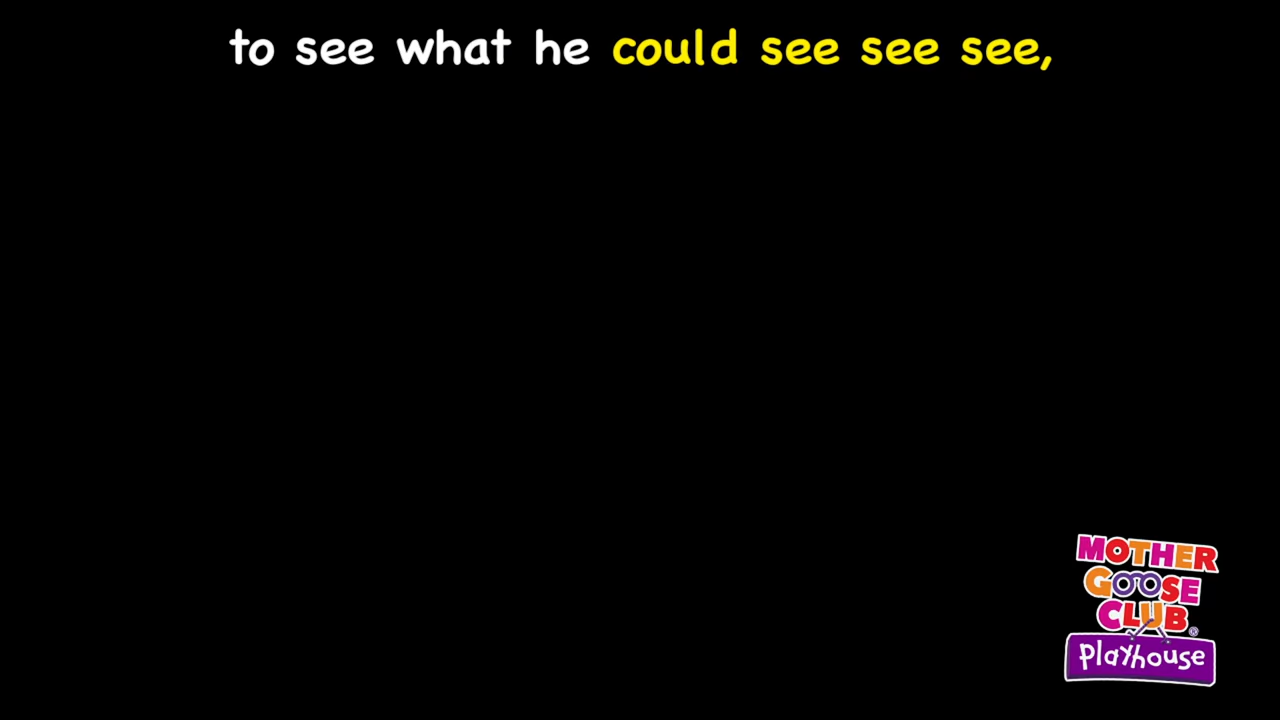 to see what he could see see see,
MOTHER
GOOSE
CLUB®
Playhouse